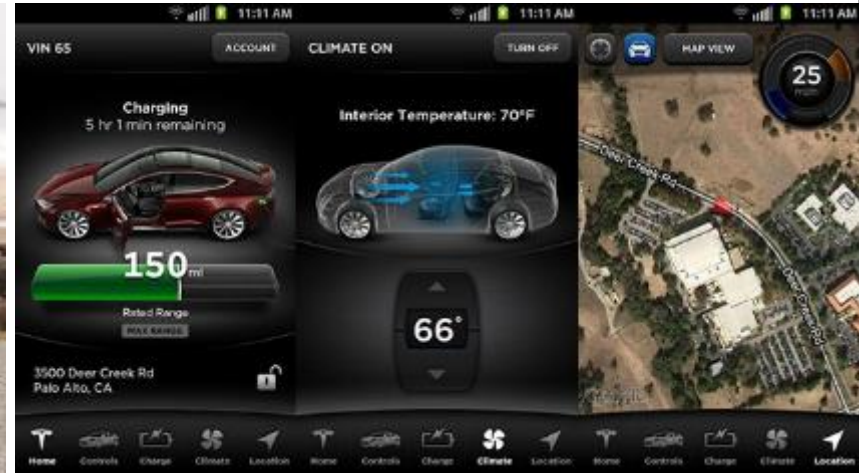 11:11 AM
VIN 65
ACCOUNT
Charging
5 hr 1 min remaining
150 mi
Rated Range
MAX RANGE
3500 Deer Creek Rd
Palo Alto, CA
Home Controls Charge Climate Location
11:11 AM
CLIMATE ON
TURN OFF
Interior Temperature: 70°F
66°
Home Controls Charge Climate Location
11:11 AM
MAP VIEW
25
mph
Deer Creek Rd
Deer Creek Rd
Home Controls Charge Climate Location